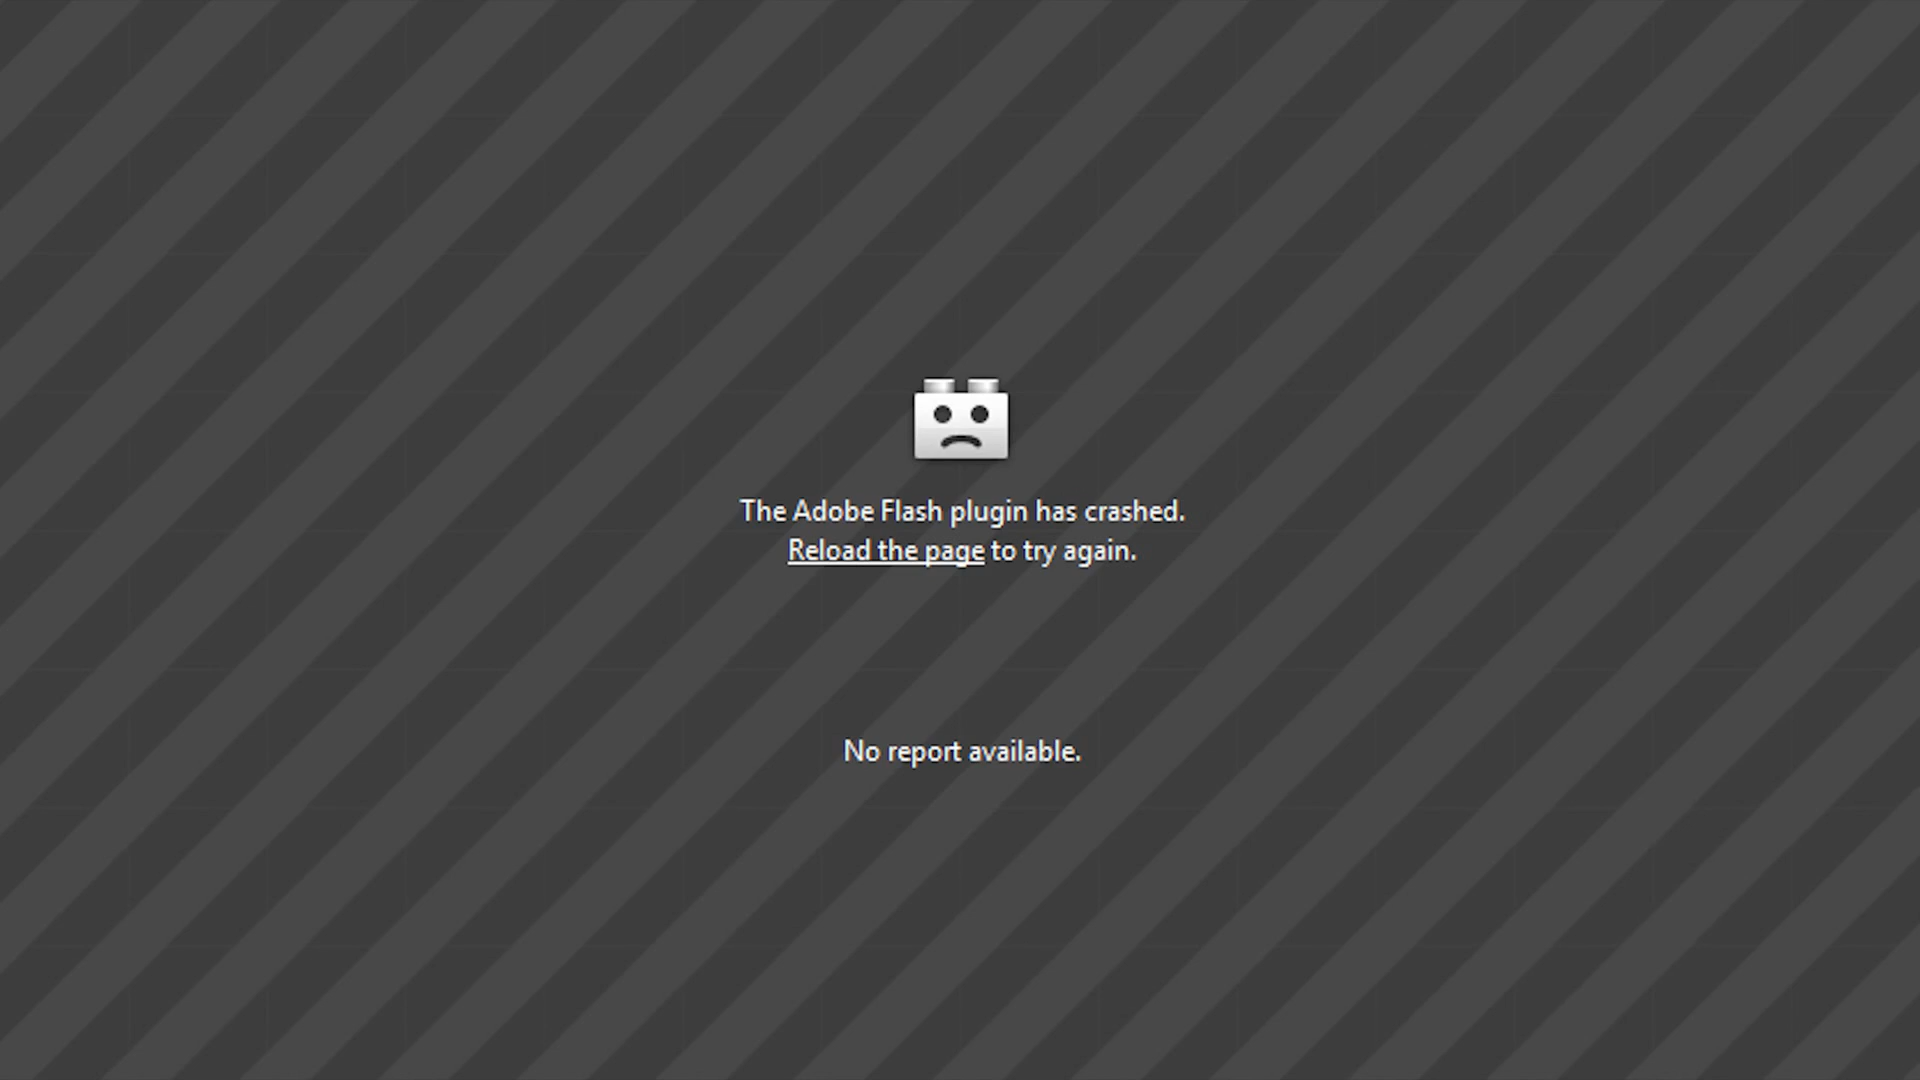 The Adobe Flash plugin has crashed.
Reload the page to try again.
No report available.